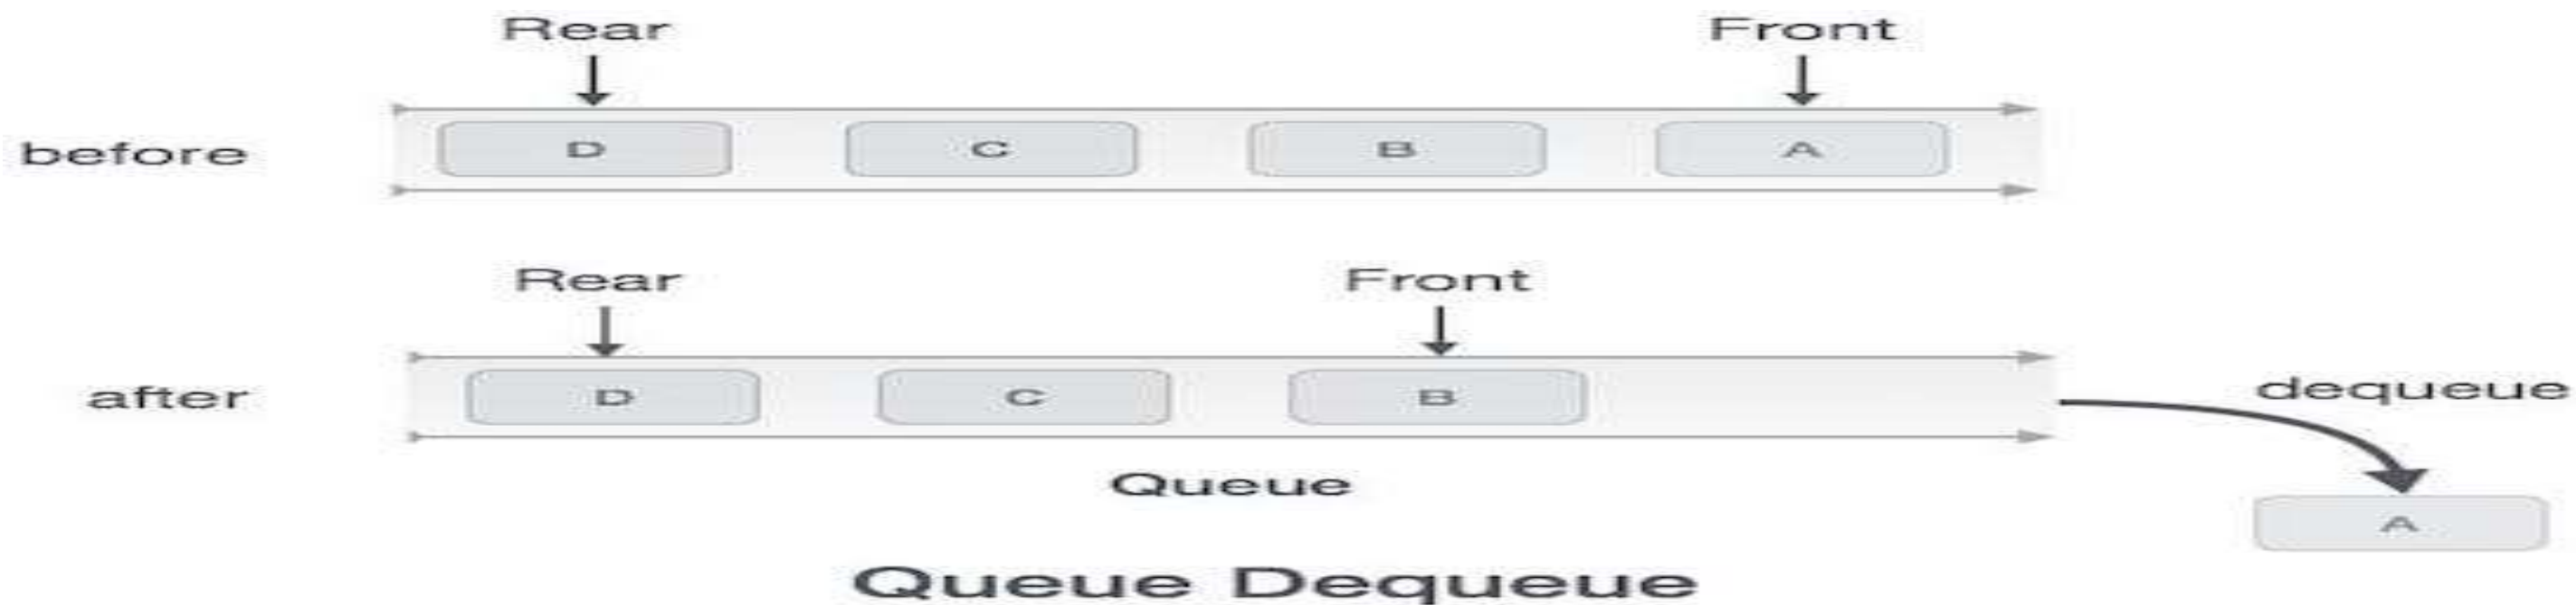 Rear Front
before D C B A
Rear Front
after D C B
dequeue
Queue
A
Queue Dequeue